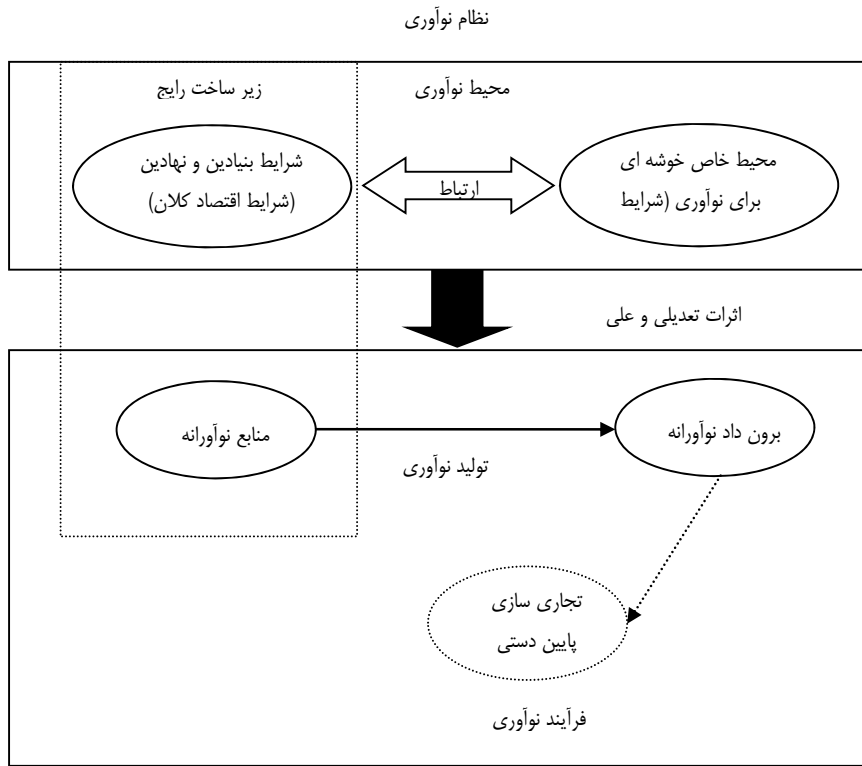 نظام نوآوری
محیط نوآوری
زیر ساخت رایج
محیط خاص خوشه ای
برای نوآوری (شرایط
ارتباط
شرایط بنیادین و نهادین
(شرایط اقتصاد کلان)
اثرات تعدیلی و علی
برون داد نوآورانه
منابع نوآورانه
تولید نوآوری
تجاری سازی
پایین دستی
فرآیند نوآوری